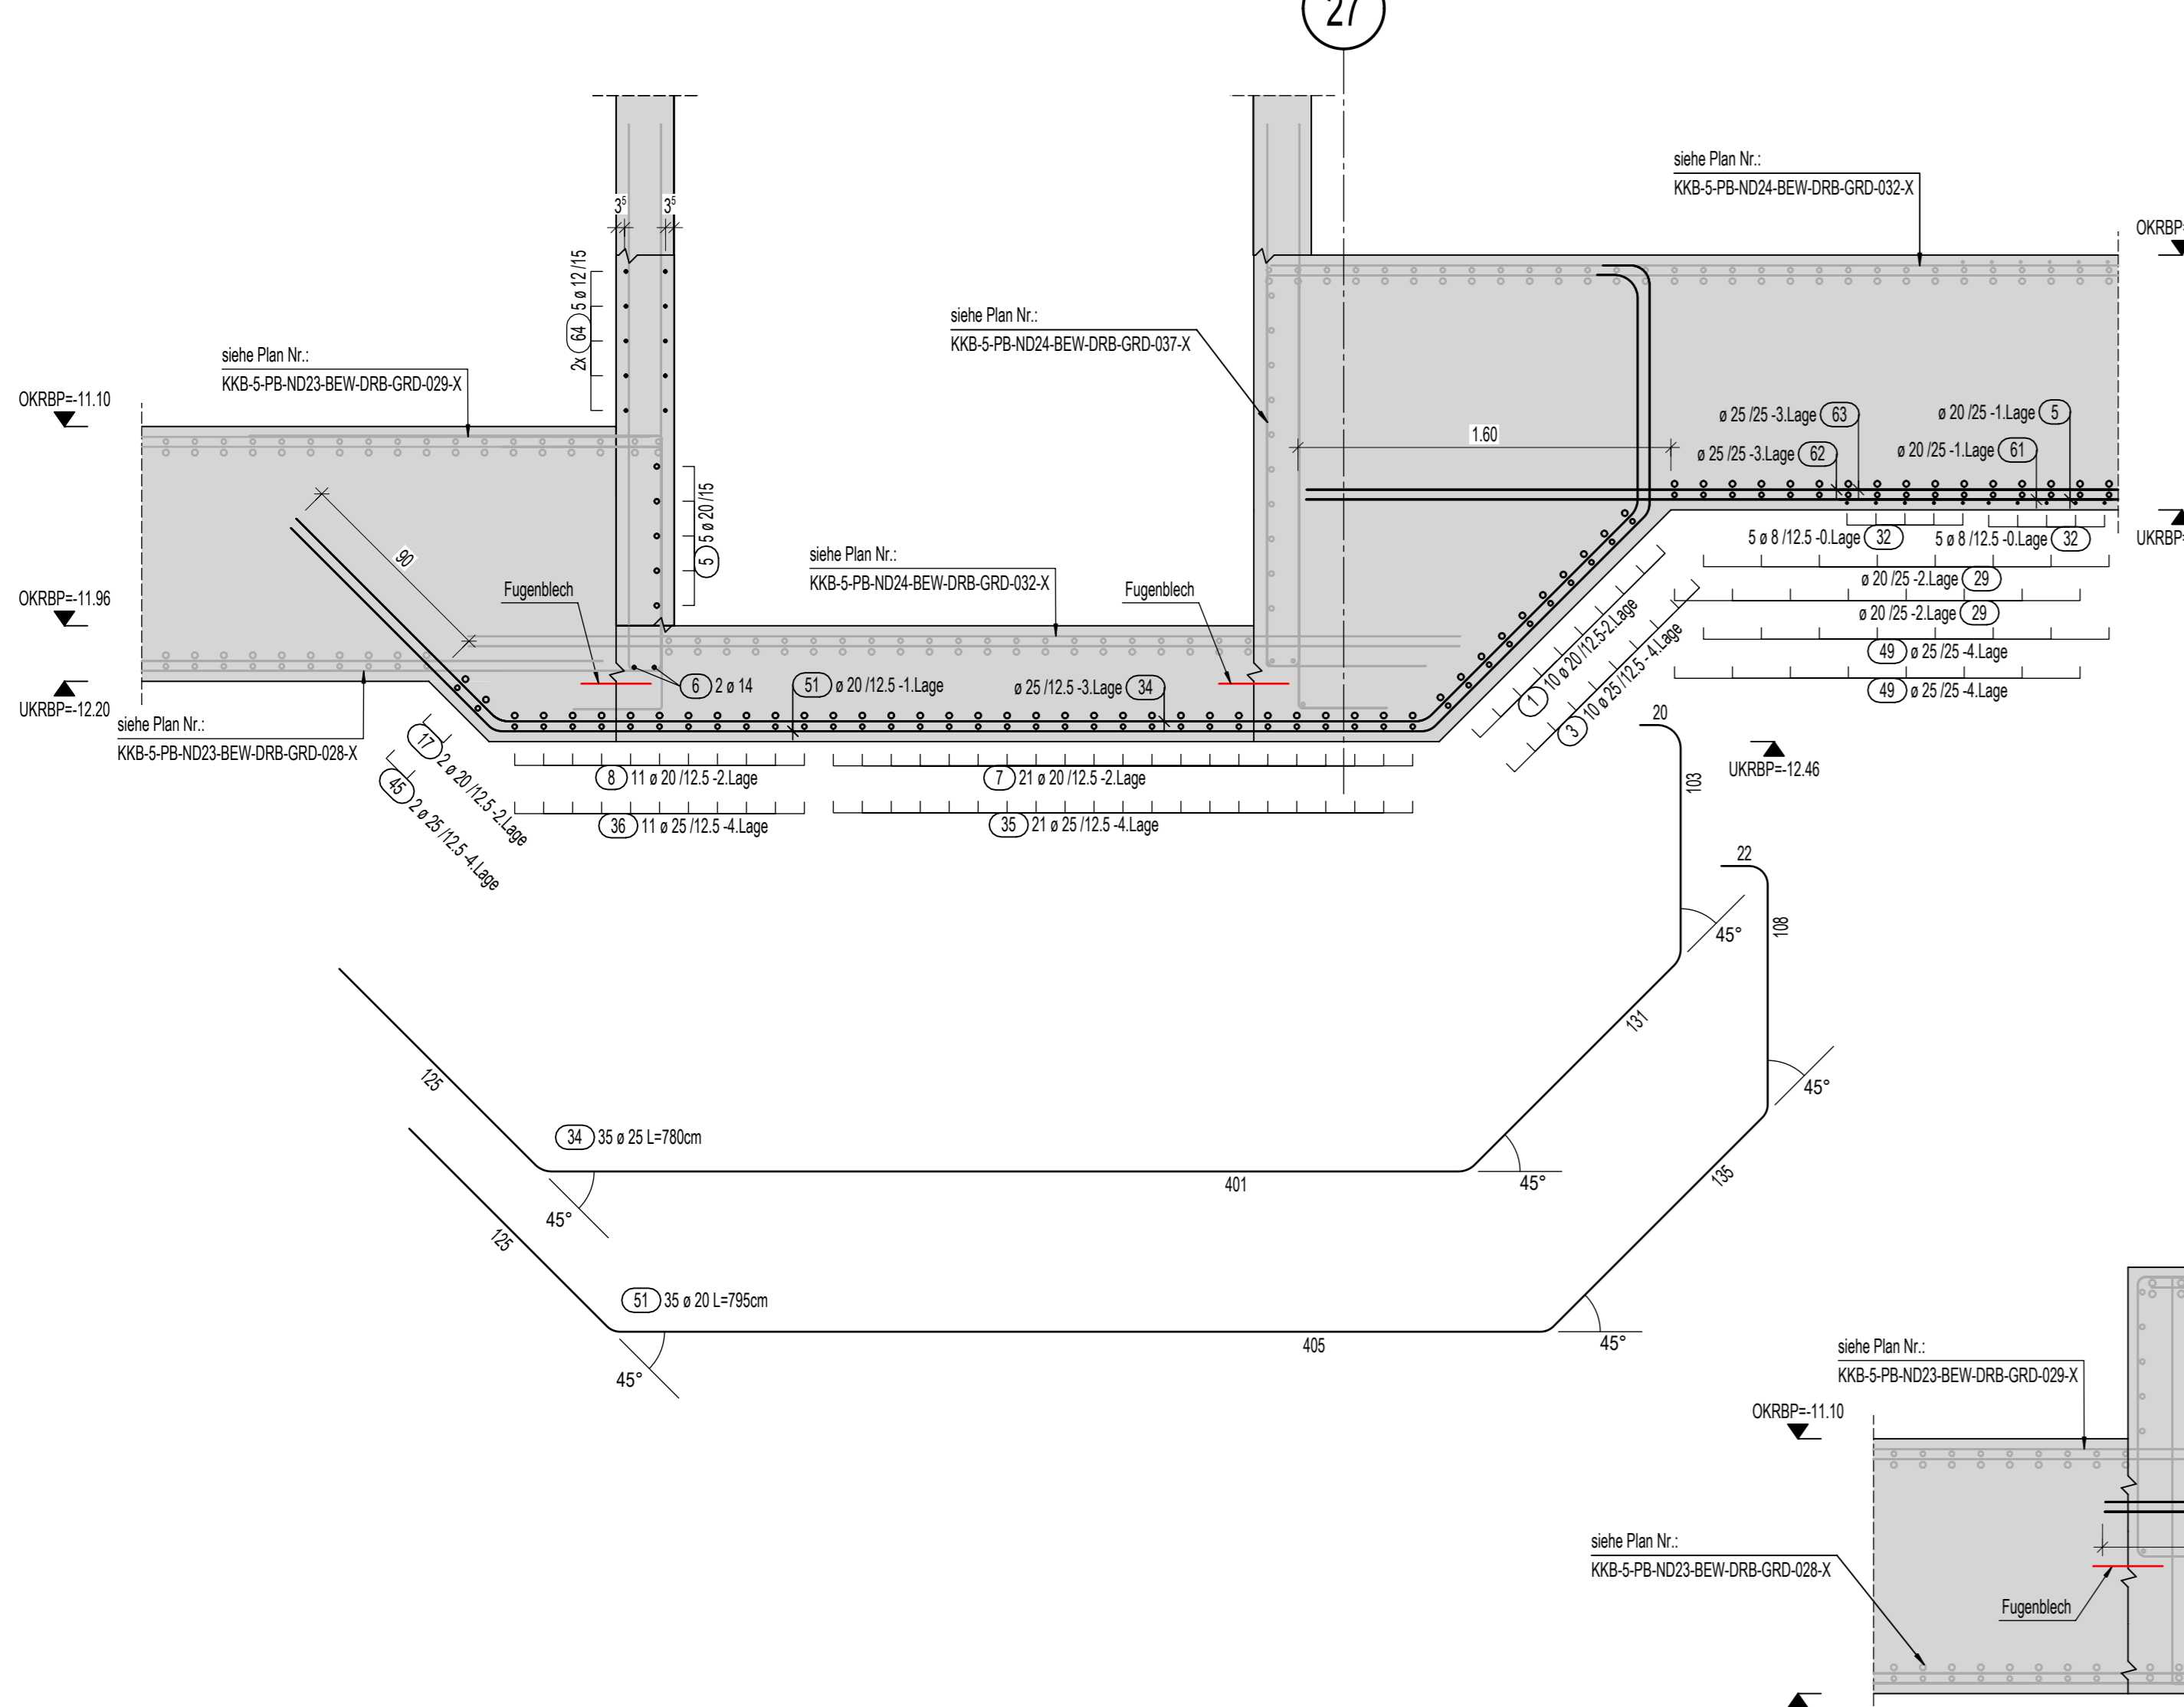 27
siehe Plan Nr.:
KKB-5-PB-ND24-BEW-DRB-GRD-032-X
OKRBP=
3⁵ 3⁵
2x 64 5 ø 12 /15
siehe Plan Nr.:
KKB-5-PB-ND24-BEW-DRB-GRD-037-X
siehe Plan Nr.:
KKB-5-PB-ND23-BEW-DRB-GRD-029-X
OKRBP=-11.10
1.60
ø 25 /25 -3.Lage 63
ø 20 /25 -1.Lage 5
ø 25 /25 -3.Lage 62
ø 20 /25 -1.Lage 61
5 5 ø 20 /15
90
5 ø 8 /12.5 -0.Lage 32
5 ø 8 /12.5 -0.Lage 32
UKRBP=
siehe Plan Nr.:
KKB-5-PB-ND24-BEW-DRB-GRD-032-X
Fugenblech
Fugenblech
OKRBP=-11.96
ø 20 /25 -2.Lage 29
ø 20 /25 -2.Lage 29
49 ø 25 /25 -4.Lage
49 ø 25 /25 -4.Lage
1 10 ø 20 /12.5-2.Lage
3 10 ø 25 /12.5 -4.Lage
6 2 ø 14
51 ø 20 /12.5 -1.Lage
ø 25 /12.5 -3.Lage 34
UKRBP=-12.20
siehe Plan Nr.:
KKB-5-PB-ND23-BEW-DRB-GRD-028-X
17 2 ø 20 /12.5 -2.Lage
45 2 ø 25 /12.5 -4.Lage
8 11 ø 20 /12.5 -2.Lage
7 21 ø 20 /12.5 -2.Lage
36 11 ø 25 /12.5 -4.Lage
35 21 ø 25 /12.5 -4.Lage
20
UKRBP=-12.46
103
22
108
45°
131
45°
125
34 35 ø 25 L=780cm
401
45°
45°
135
125
51 35 ø 20 L=795cm
405
45°
45°
siehe Plan Nr.:
KKB-5-PB-ND23-BEW-DRB-GRD-029-X
OKRBP=-11.10
siehe Plan Nr.:
KKB-5-PB-ND23-BEW-DRB-GRD-028-X
Fugenblech